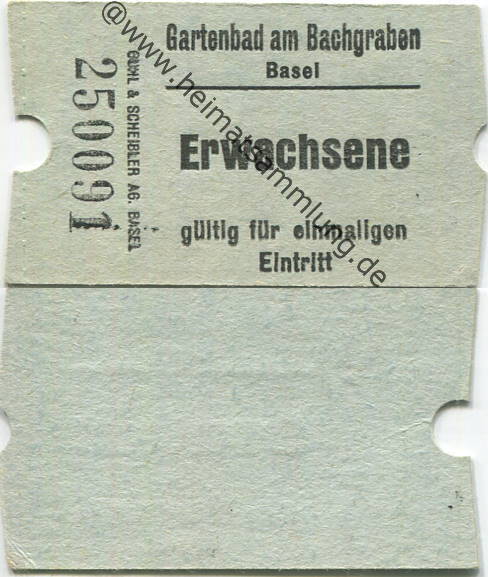 Gartenbad am Bachgraben
Basel
Erwachsene
gültig für einmaligen
Eintritt
GUHL & SCHEIBLER AG. BASEL
250091
@www.heimatsammlung.de